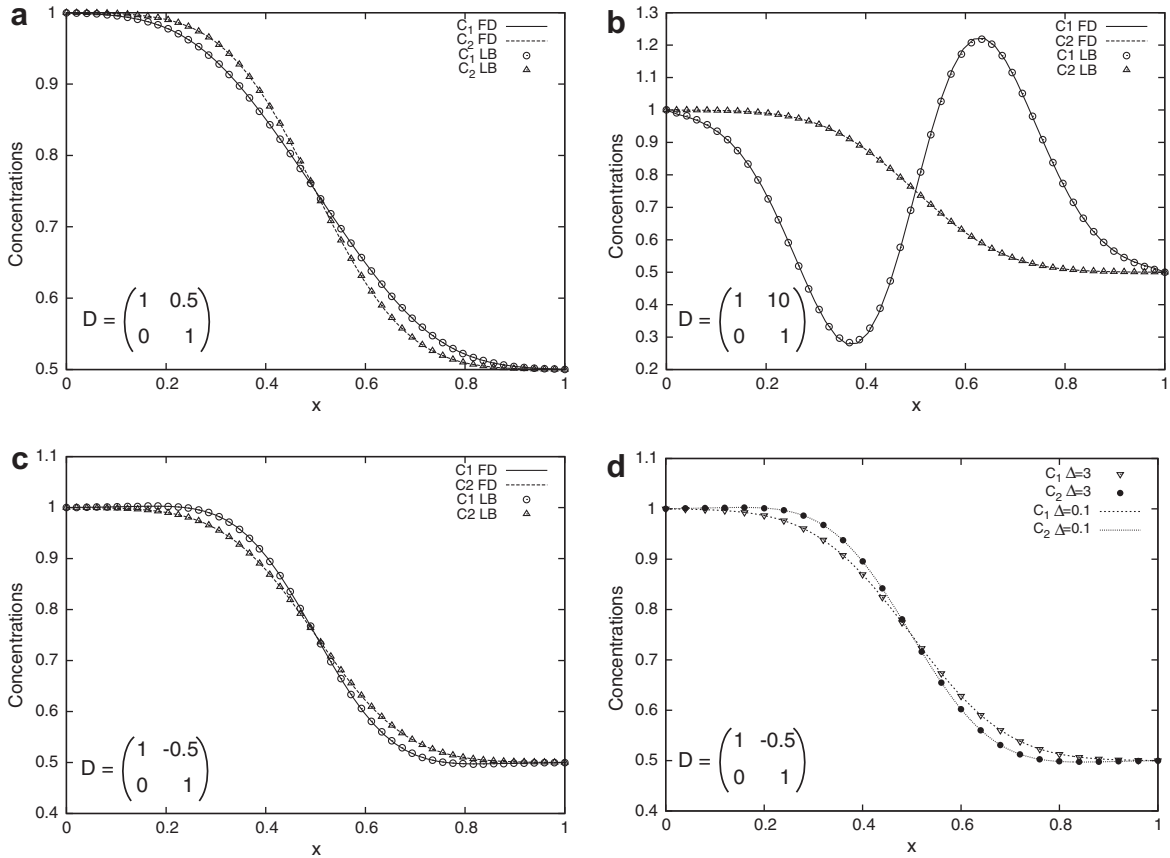 a
C₁ FD
C₂ FD
C₁ LB
C₂ LB
1
0.9
0.8
0.7
0.6
0.5
Concentrations
D = (1 0.5
0 1)
0 0.2 0.4 0.6 0.8 1
x
b
C1 FD
C2 FD
C1 LB
C2 LB
1.3
1.2
1.1
1
0.9
0.8
0.7
0.6
0.5
0.4
0.3
0.2
Concentrations
D = (1 10
0 1)
0 0.2 0.4 0.6 0.8 1
x
c
C1 FD
C2 FD
C1 LB
C2 LB
1.1
1
0.9
0.8
0.7
0.6
0.5
0.4
Concentrations
D = (1 -0.5
0 1)
0 0.2 0.4 0.6 0.8 1
x
d
C₁ Δ=3
C₂ Δ=3
C₁ Δ=0.1
C₂ Δ=0.1
1.1
1
0.9
0.8
0.7
0.6
0.5
0.4
Concentrations
D = (1 -0.5
0 1)
0 0.2 0.4 0.6 0.8 1
x